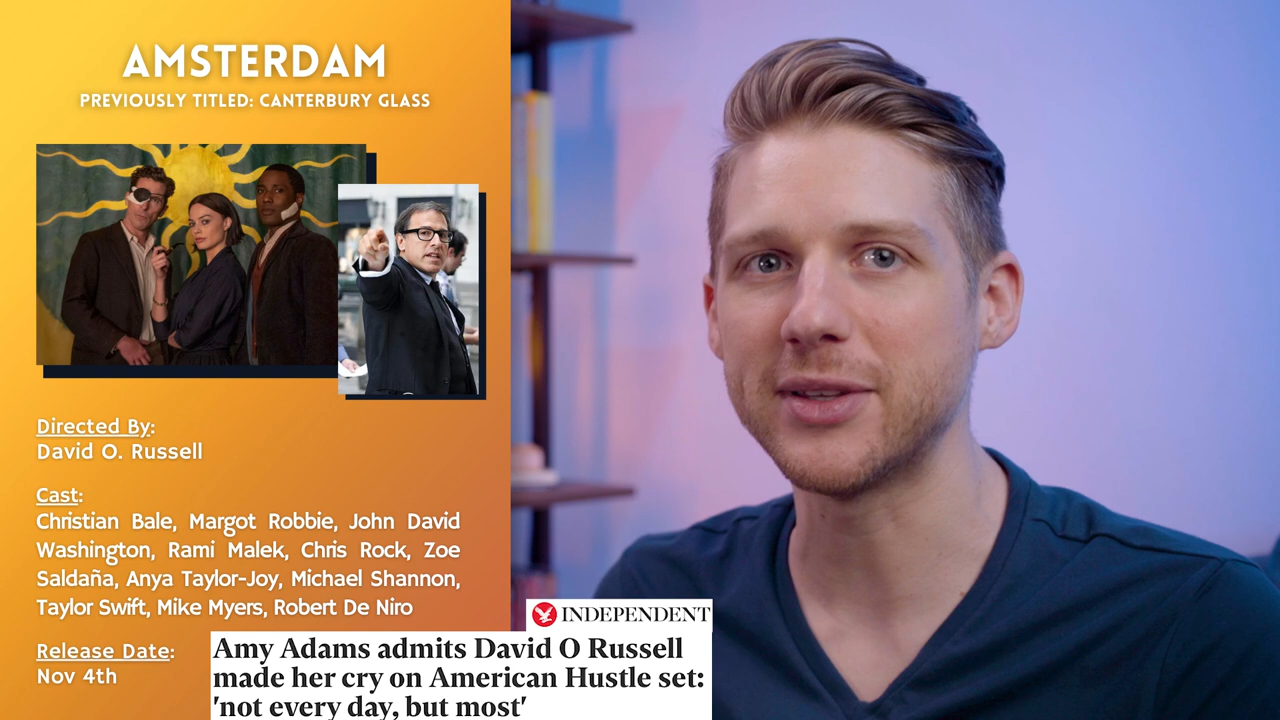 AMSTERDAM
PREVIOUSLY TITLED: CANTERBURY GLASS
Directed By:
David O. Russell
Cast:
Christian Bale, Margot Robbie, John David
Washington, Rami Malek, Chris Rock, Zoe
Saldaña, Anya Taylor-Joy, Michael Shannon,
Taylor Swift, Mike Myers, Robert De Niro
Release Date:
Nov 4th
INDEPENDENT
Amy Adams admits David O Russell
made her cry on American Hustle set:
'not every day, but most'